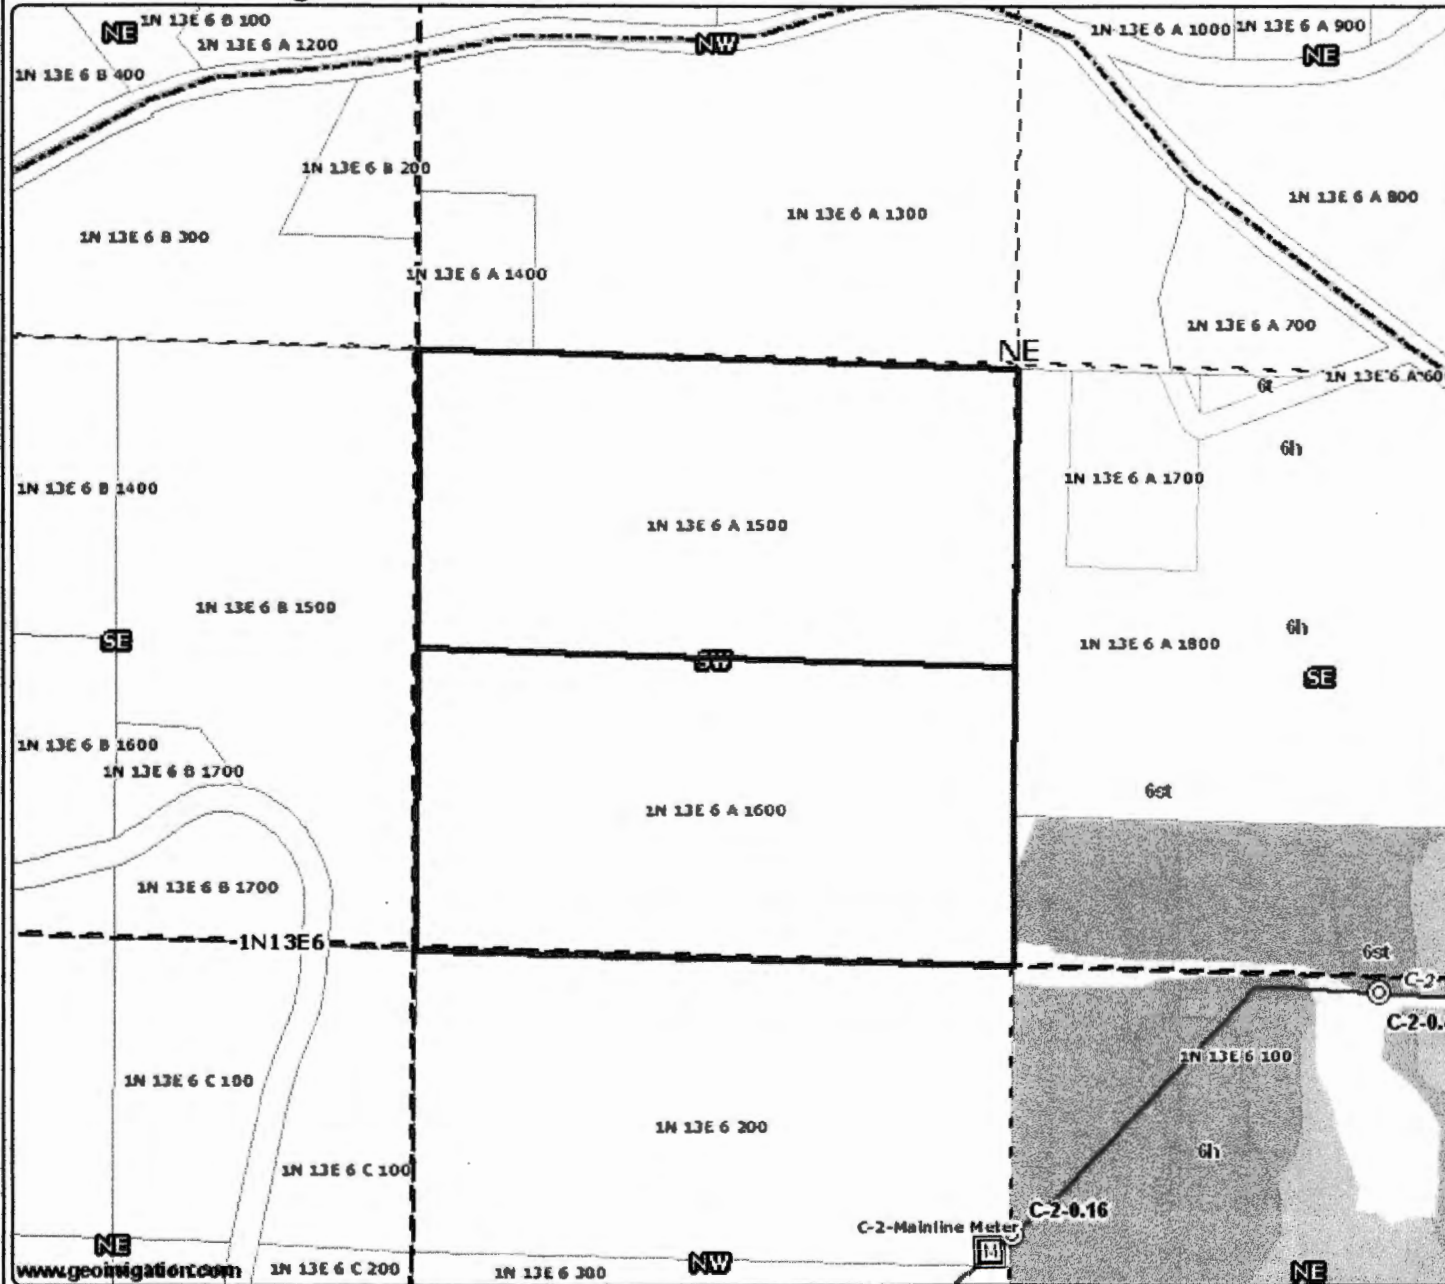 NE
1N 13E 6 B 100
1N 13E 6 A 1200
NW
1N 13E 6 A 1000
1N 13E 6 A 900
NE
1N 13E 6 B 400
1N 13E 6 B 200
1N 13E 6 A 1300
1N 13E 6 A 800
1N 13E 6 B 300
1N 13E 6 A 1400
1N 13E 6 A 700
NE
6t
1N 13E 6 A 60
6h
1N 13E 6 B 1400
1N 13E 6 A 1700
1N 13E 6 A 1500
1N 13E 6 B 1500
6h
SE
SW
1N 13E 6 A 1800
SE
1N 13E 6 B 1600
1N 13E 6 B 1700
6st
1N 13E 6 A 1600
1N 13E 6 B 1700
1N13E6
6st
C-2
C-2-0.
1N 13E 6 100
1N 13E 6 C 100
1N 13E 6 200
6h
1N 13E 6 C 100
C-2-0.16
C-2-Mainline Meter
M
NE
NW
NE
1N 13E 6 C 200
1N 13E 6 300